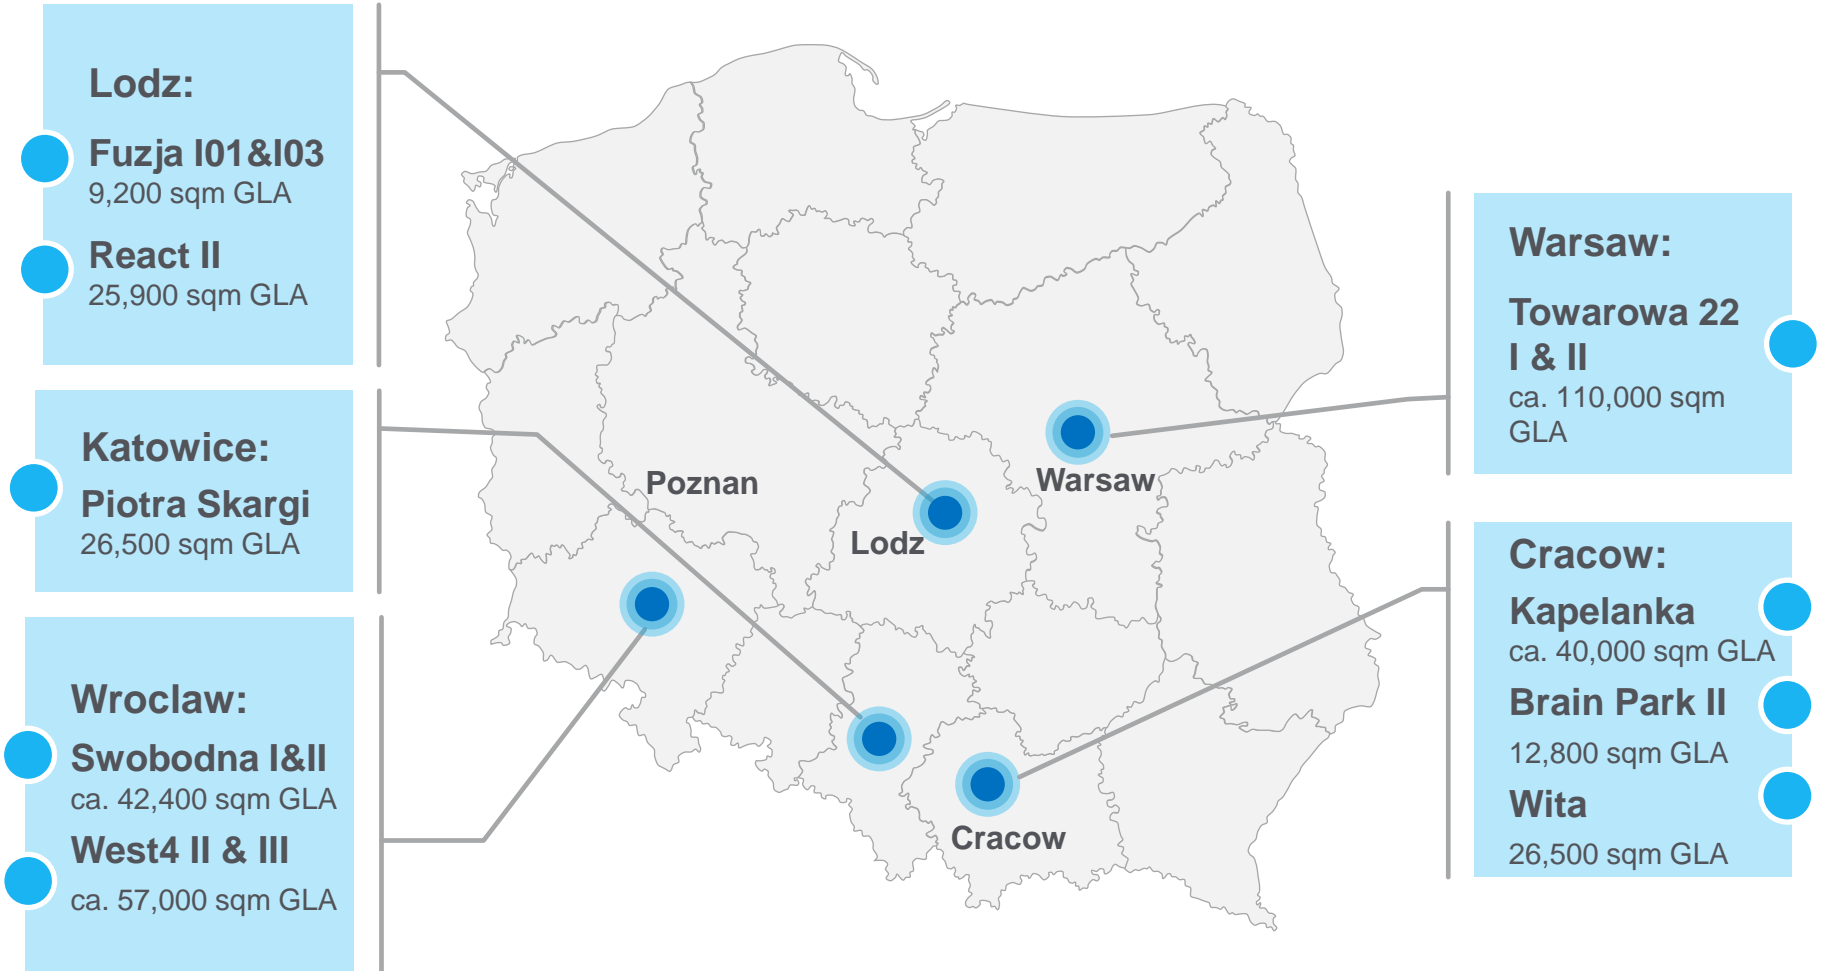 Lodz:
Fuzja I01&I03
9,200 sqm GLA
React II
25,900 sqm GLA
Katowice:
Piotra Skargi
26,500 sqm GLA
Wroclaw:
Swobodna I&II
ca. 42,400 sqm GLA
West4 II & III
ca. 57,000 sqm GLA
Poznan
Lodz
Warsaw
Cracow
Warsaw:
Towarowa 22
I & II
ca. 110,000 sqm
GLA
Cracow:
Kapelanka
ca. 40,000 sqm GLA
Brain Park II
12,800 sqm GLA
Wita
26,500 sqm GLA